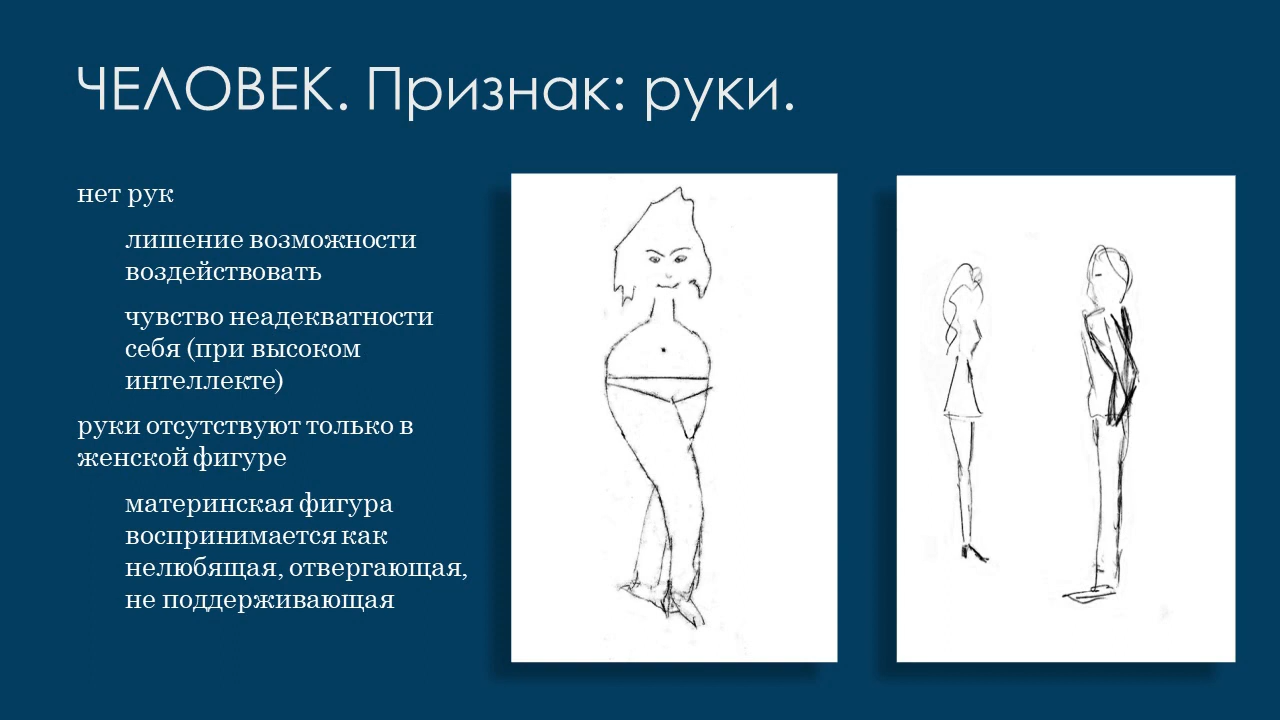 ЧЕЛОВЕК. Признак: руки.
нет рук
лишение возможности
воздействовать
чувство неадекватности
себя (при высоком
интеллекте)
руки отсутствуют только в
женской фигуре
материнская фигура
воспринимается как
нелюбящая, отвергающая,
не поддерживающая